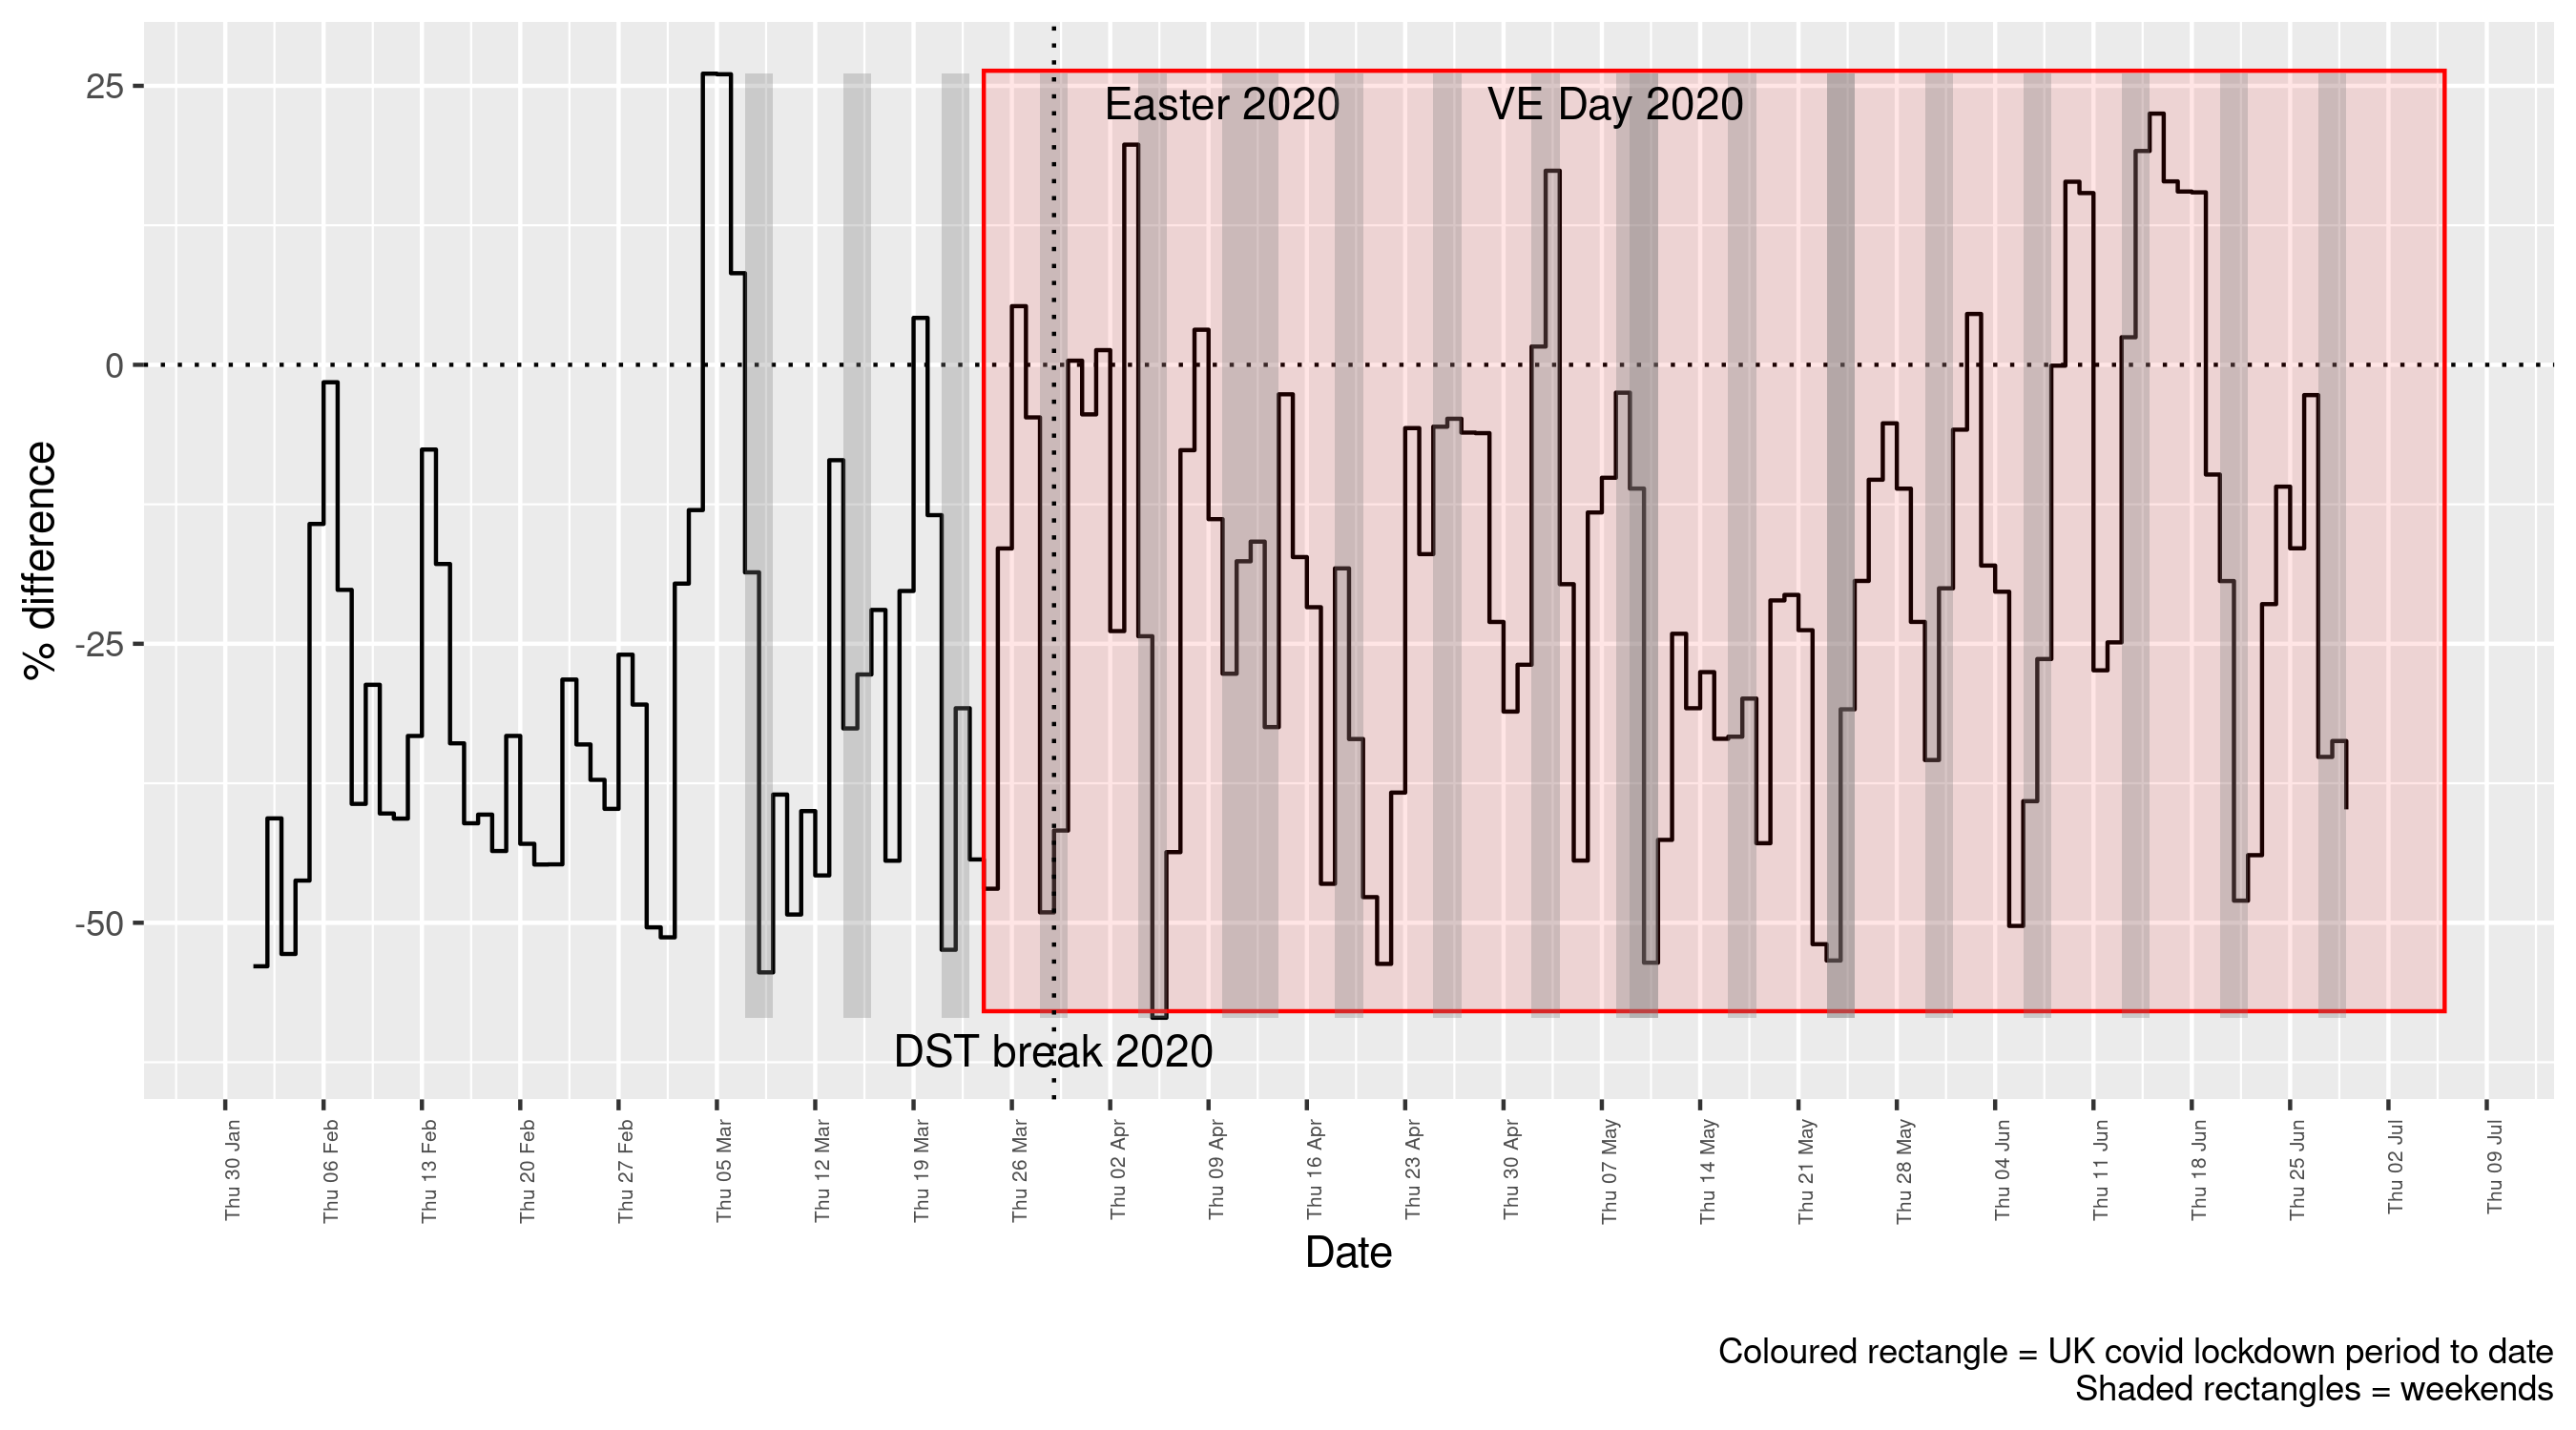 Easter 2020
VE Day 2020
25
0
-25
-50
% difference
DST break 2020
Thu 30 Jan
Thu 06 Feb
Thu 13 Feb
Thu 20 Feb
Thu 27 Feb
Thu 05 Mar
Thu 12 Mar
Thu 19 Mar
Thu 26 Mar
Thu 02 Apr
Thu 09 Apr
Thu 16 Apr
Thu 23 Apr
Thu 30 Apr
Thu 07 May
Thu 14 May
Thu 21 May
Thu 28 May
Thu 04 Jun
Thu 11 Jun
Thu 18 Jun
Thu 25 Jun
Thu 02 Jul
Thu 09 Jul
Date
Coloured rectangle = UK covid lockdown period to date
Shaded rectangles = weekends